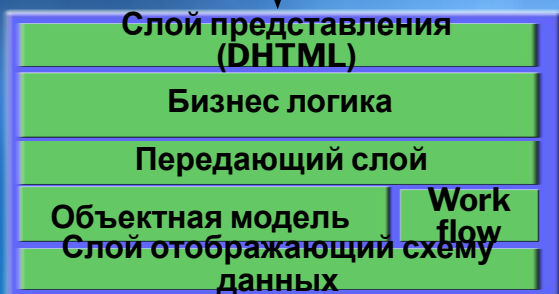 Слой представления
(DHTML)
Бизнес логика
Передающий слой
Объектная модель
Work
flow
Слой отображающий схему
данных